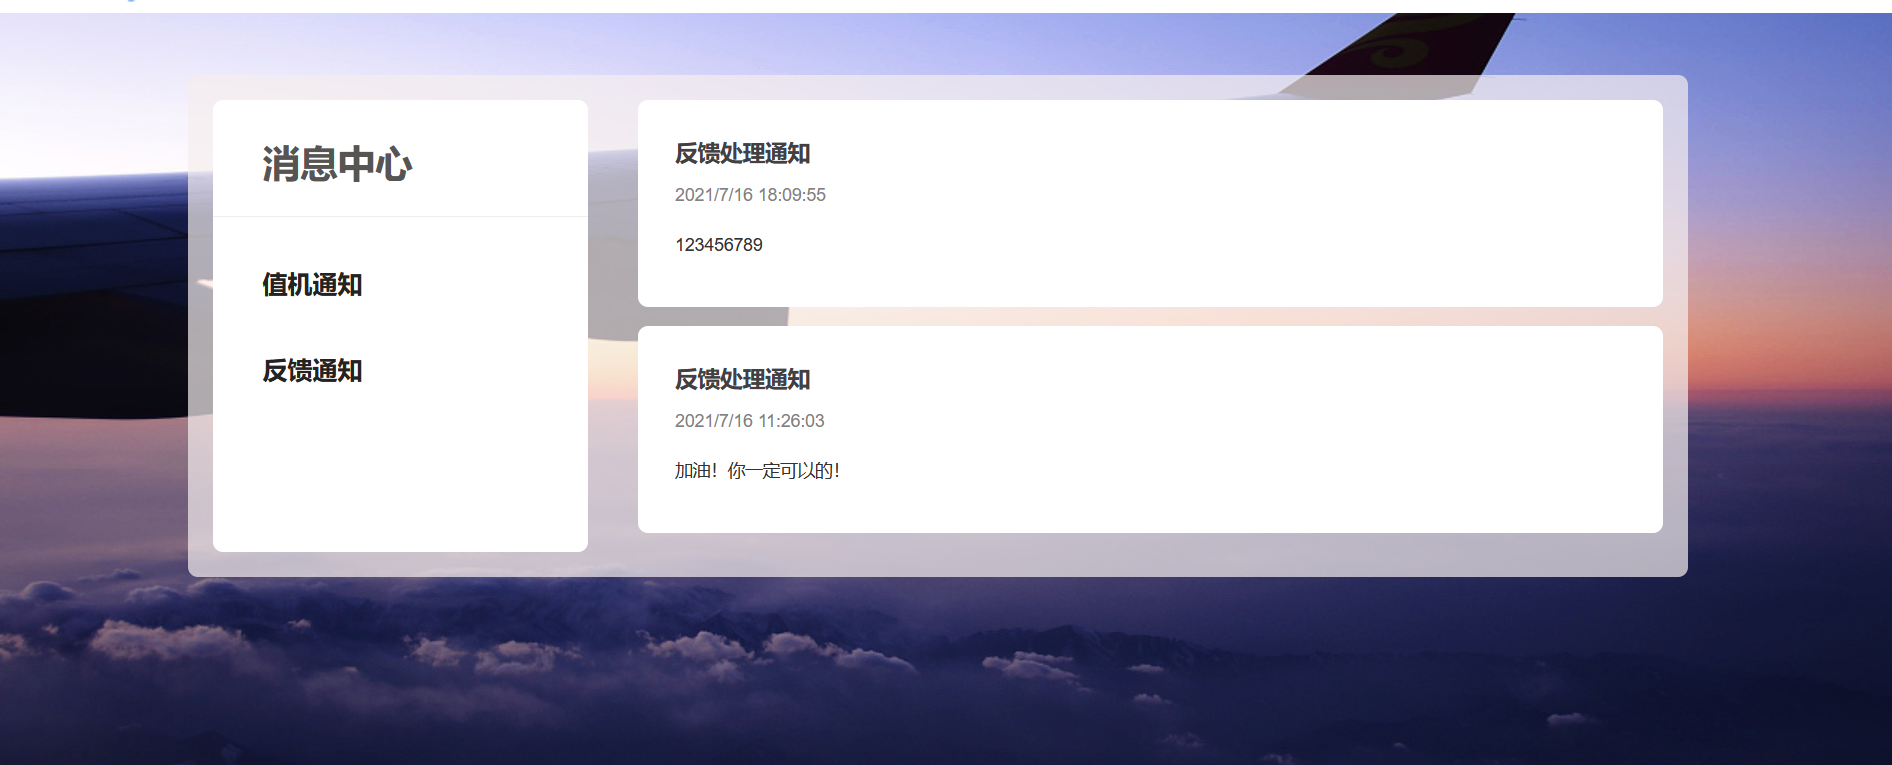 消息中心
值机通知
反馈通知
反馈处理通知
2021/7/16 18:09:55
123456789
反馈处理通知
2021/7/16 11:26:03
加油！你一定可以的！